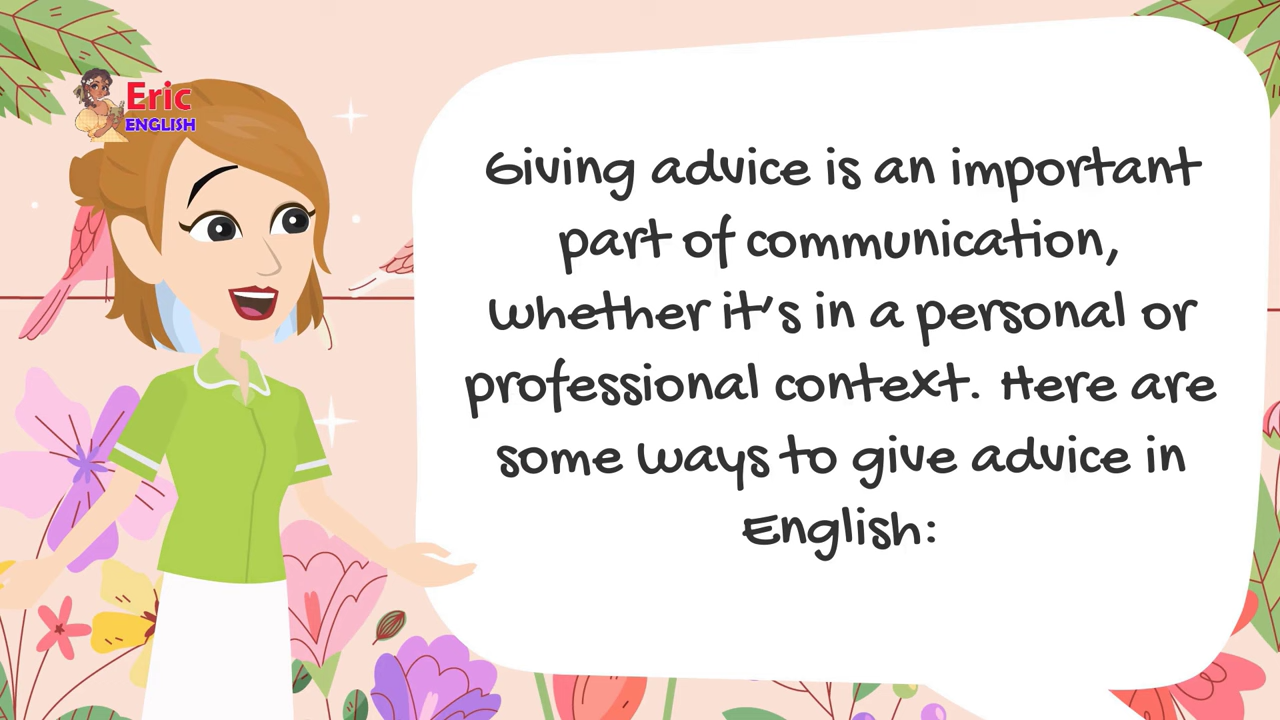 Eric
ENGLISH
Giving advice is an important
part of communication,
whether it's in a personal or
professional context. Here are
some ways to give advice in
English: